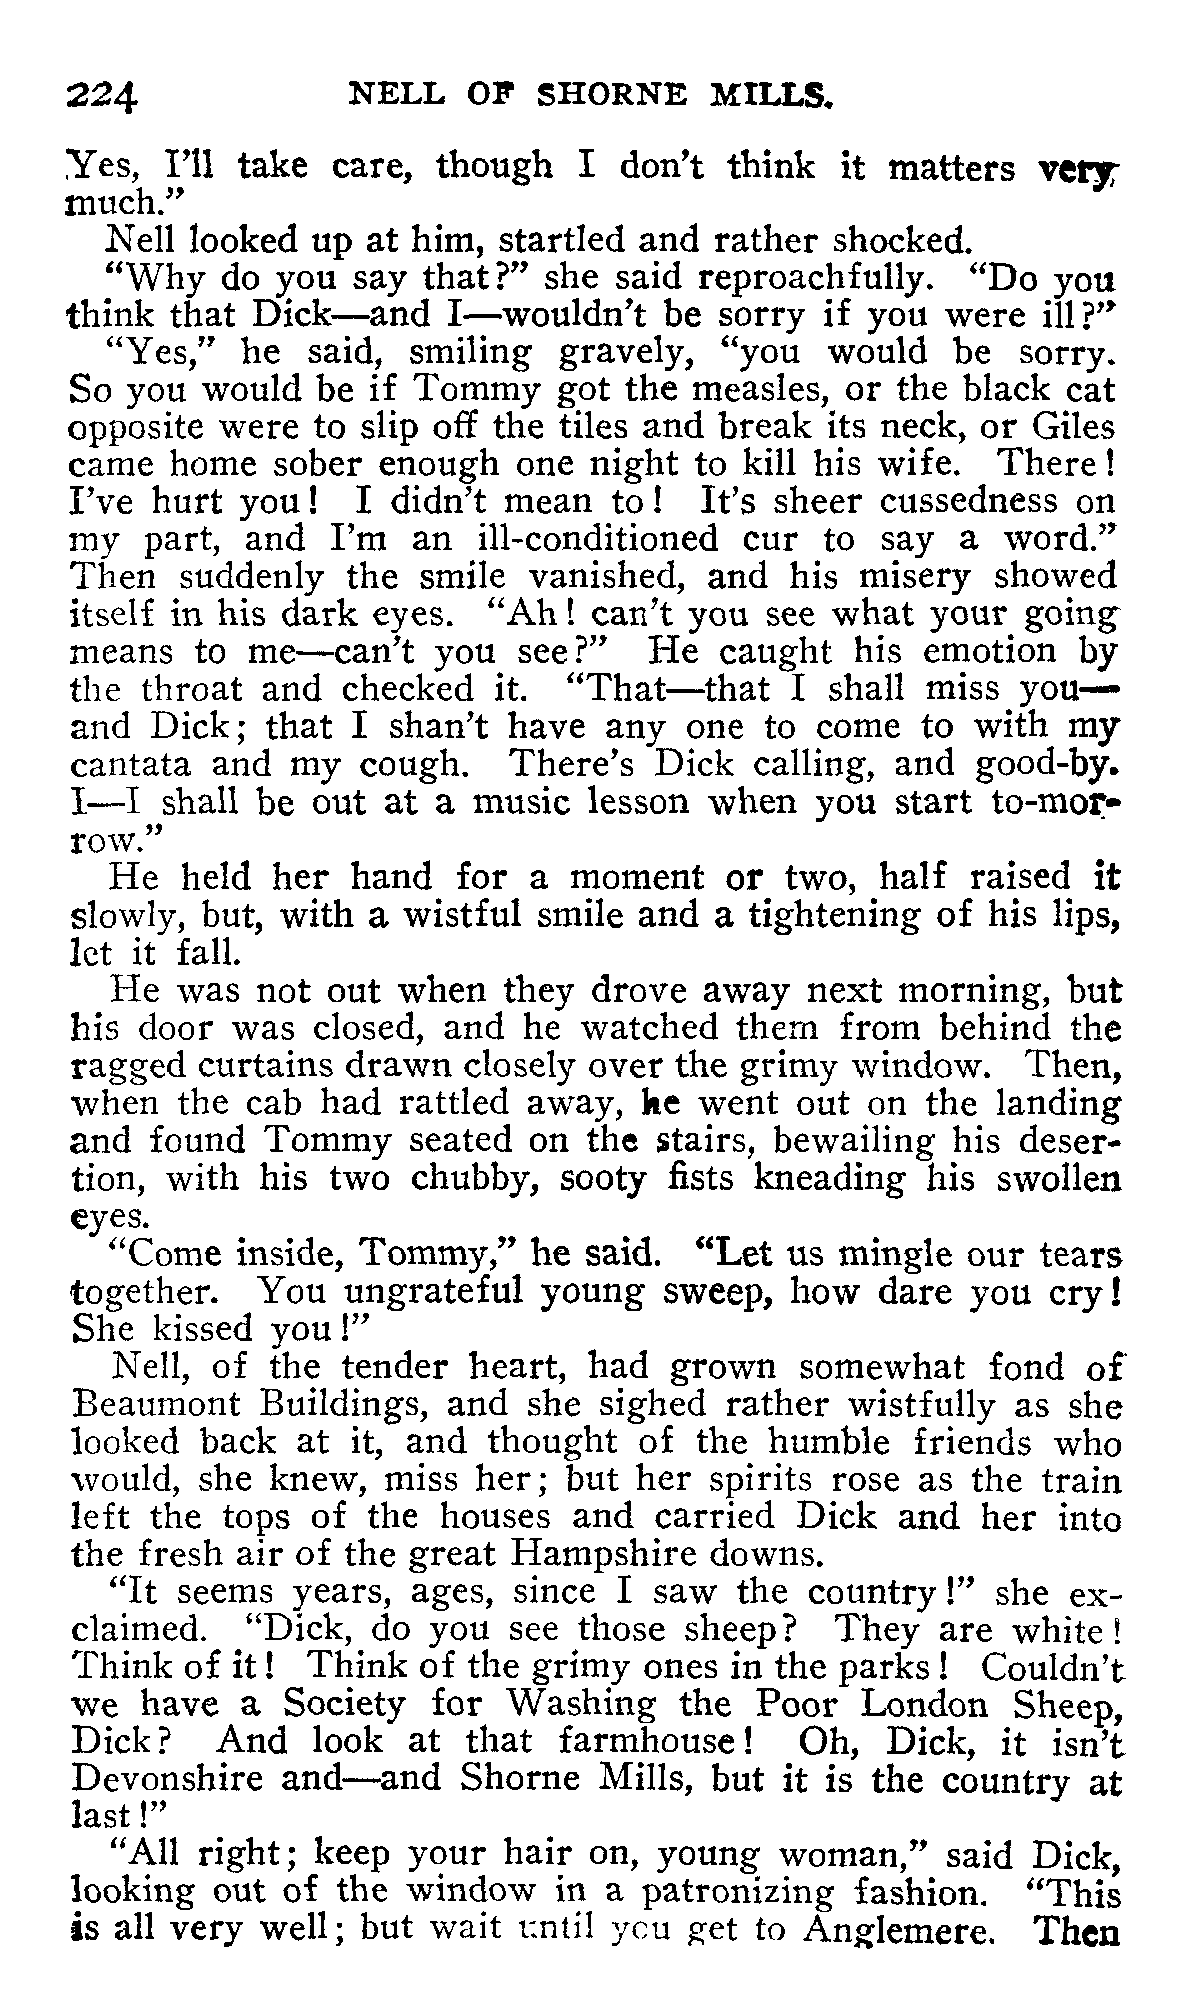 224 NELL OF SHORNE MILLS.
Yes, I'll take care, though I don't think it matters very
much."
Nell looked up at him, startled and rather shocked.
"Why do you say that?" she said reproachfully. "Do you
think that Dick—and I—wouldn't be sorry if you were ill?"
"Yes," he said, smiling gravely, "you would be sorry.
So you would be if Tommy got the measles, or the black cat
opposite were to slip off the tiles and break its neck, or Giles
came home sober enough one night to kill his wife. There!
I've hurt you! I didn't mean to! It's sheer cussedness on
my part, and I'm an ill-conditioned cur to say a word."
Then suddenly the smile vanished, and his misery showed
itself in his dark eyes. "Ah! can't you see what your going
means to me—can't you see?" He caught his emotion by
the throat and checked it. "That—that I shall miss you—
and Dick; that I shan't have any one to come to with my
cantata and my cough. There's Dick calling, and good-by.
I—I shall be out at a music lesson when you start to-mor-
row."
He held her hand for a moment or two, half raised it
slowly, but, with a wistful smile and a tightening of his lips,
let it fall.
He was not out when they drove away next morning, but
his door was closed, and he watched them from behind the
ragged curtains drawn closely over the grimy window. Then,
when the cab had rattled away, he went out on the landing
and found Tommy seated on the stairs, bewailing his deser-
tion, with his two chubby, sooty fists kneading his swollen
eyes.
"Come inside, Tommy," he said. "Let us mingle our tears
together. You ungrateful young sweep, how dare you cry!
She kissed you!"
Nell, of the tender heart, had grown somewhat fond of
Beaumont Buildings, and she sighed rather wistfully as she
looked back at it, and thought of the humble friends who
would, she knew, miss her; but her spirits rose as the train
left the tops of the houses and carried Dick and her into
the fresh air of the great Hampshire downs.
"It seems years, ages, since I saw the country!" she ex-
claimed. "Dick, do you see those sheep? They are white!
Think of it! Think of the grimy ones in the parks! Couldn't
we have a Society for Washing the Poor London Sheep,
Dick? And look at that farmhouse! Oh, Dick, it isn't
Devonshire and—and Shorne Mills, but it is the country at
last!"
"All right; keep your hair on, young woman," said Dick,
looking out of the window in a patronizing fashion. "This
is all very well; but wait until you get to Anglemere. Then